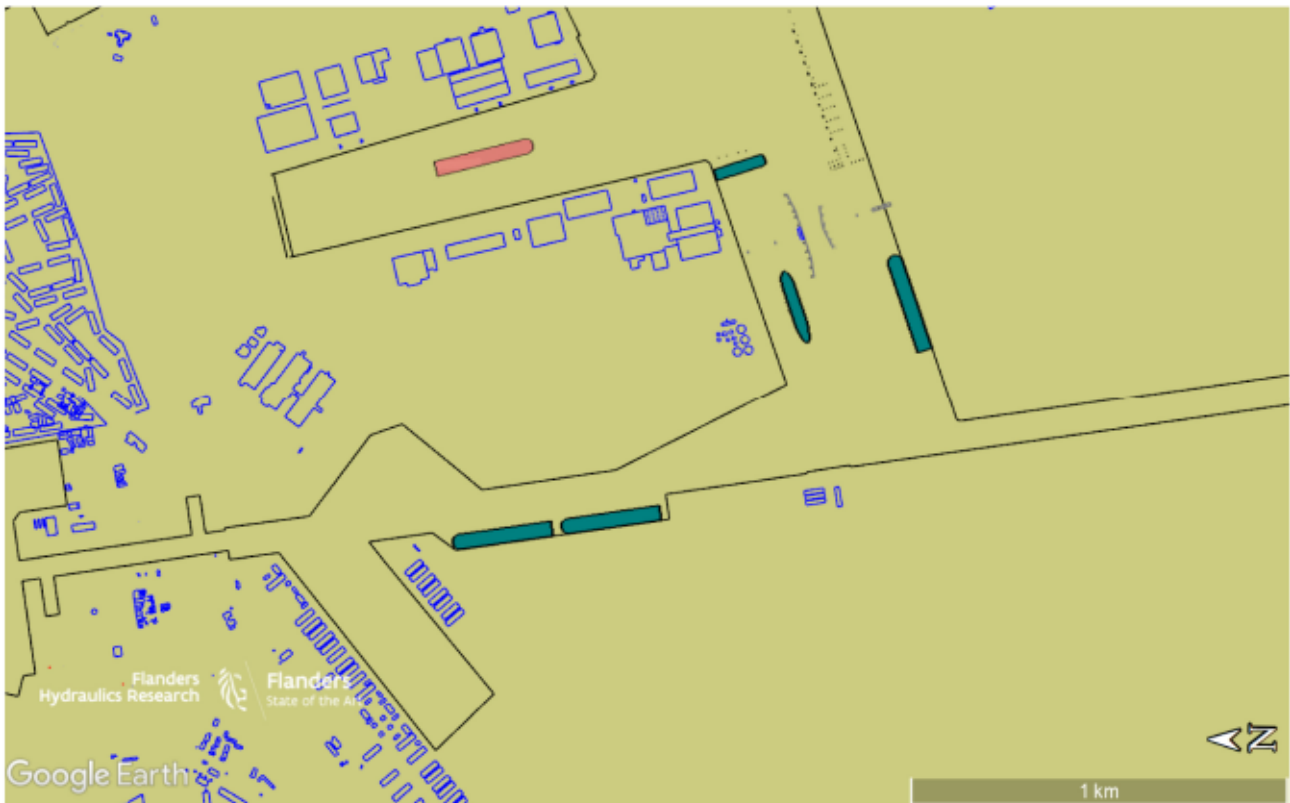 Flanders
Hydraulics Research
Flanders
State of the Art
Google Earth
N
1 km